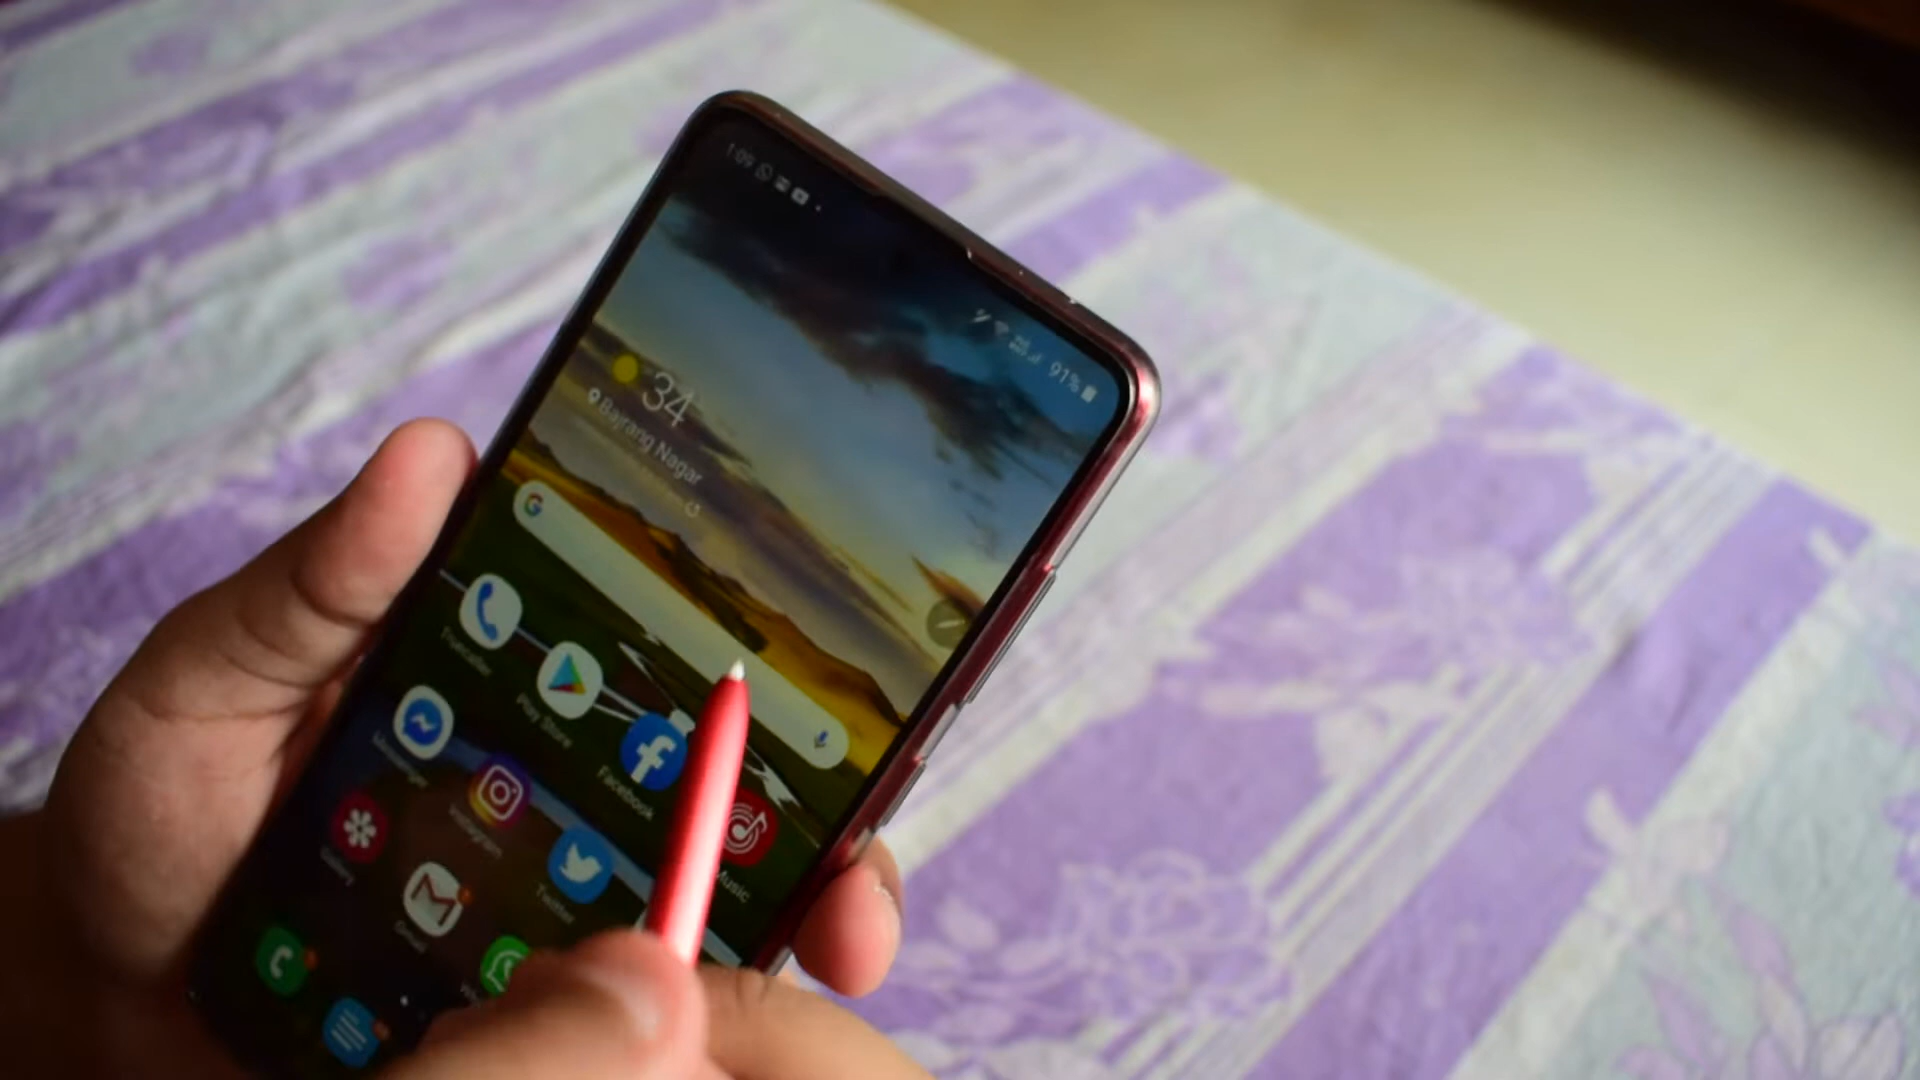 1:09
91%
34
Bajrang Nagar
G
Truecaller
Play Store
Facebook
Music
Messenger
Instagram
Twitter
Gallery
Gmail